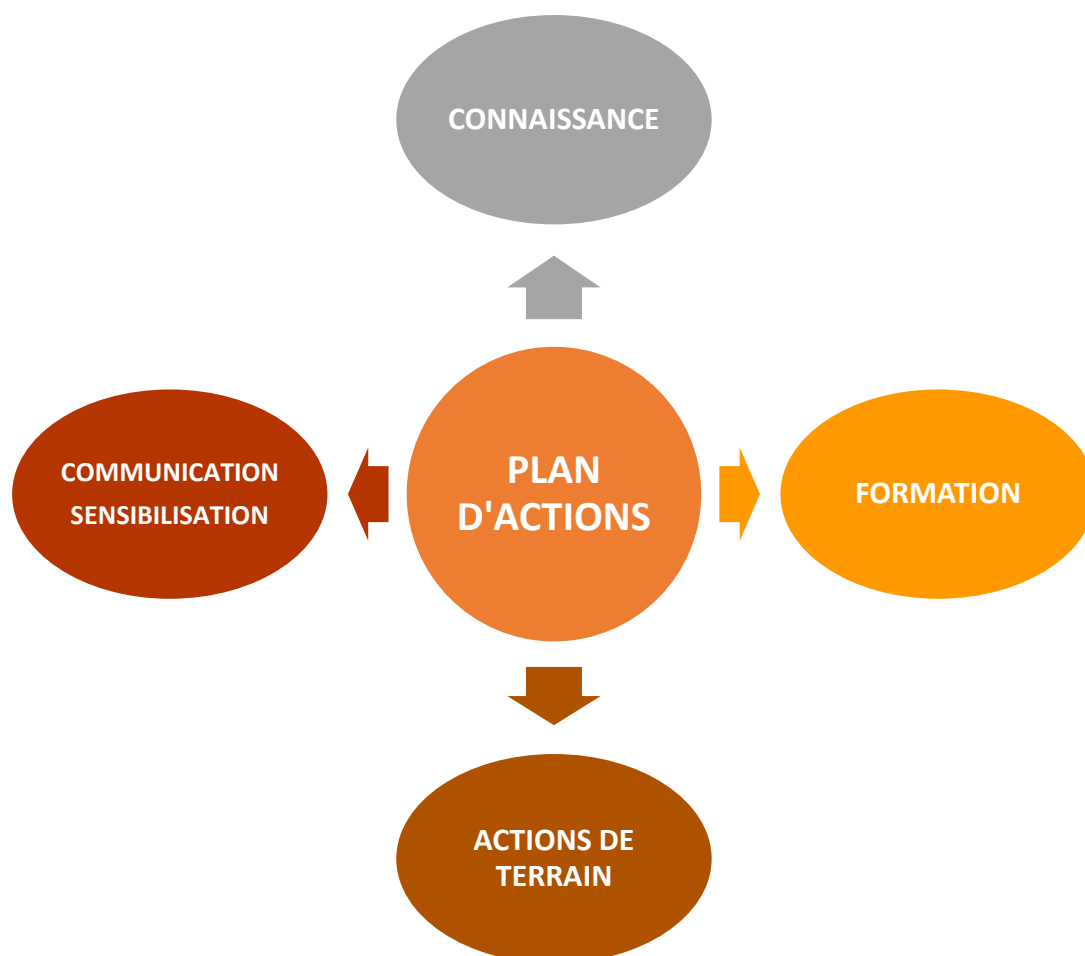 CONNAISSANCE
COMMUNICATION
SENSIBILISATION
PLAN
D'ACTIONS
FORMATION
ACTIONS DE
TERRAIN